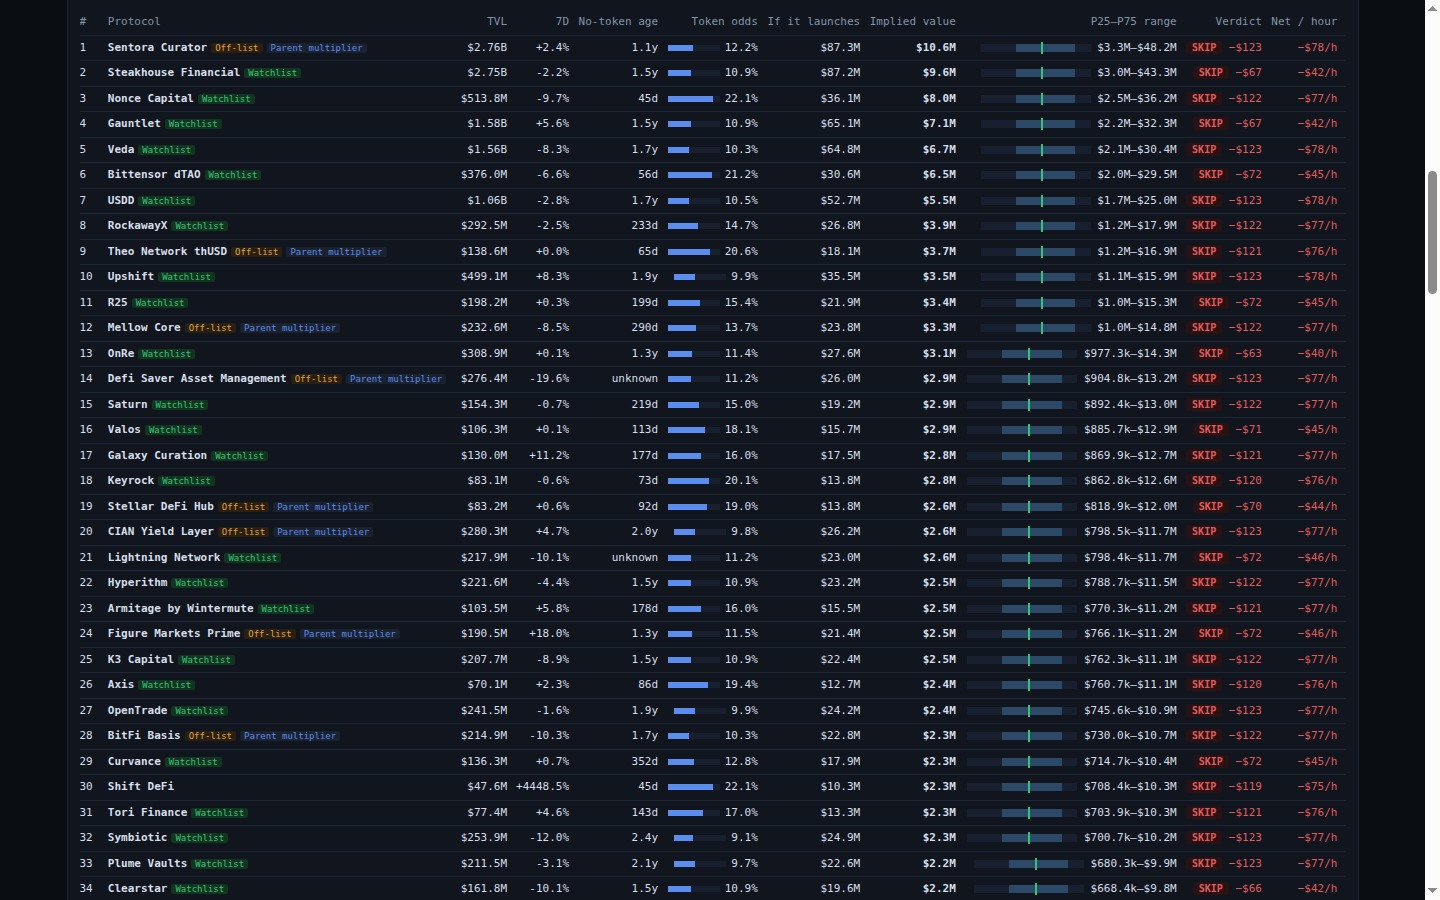 # Protocol TVL 7D No-token age Token odds If it launches Implied value P25–P75 range Verdict Net / hour
1 Sentora Curator Off-list Parent multiplier $2.76B +2.4% 1.1y 12.2% $87.3M $10.6M $3.3M–$48.2M SKIP −$123 −$78/h
2 Steakhouse Financial Watchlist $2.75B -2.2% 1.5y 10.9% $87.2M $9.6M $3.0M–$43.3M SKIP −$67 −$42/h
3 Nonce Capital Watchlist $513.8M -9.7% 45d 22.1% $36.1M $8.0M $2.5M–$36.2M SKIP −$122 −$77/h
4 Gauntlet Watchlist $1.58B +5.6% 1.5y 10.9% $65.1M $7.1M $2.2M–$32.3M SKIP −$67 −$42/h
5 Veda Watchlist $1.56B -8.3% 1.7y 10.3% $64.8M $6.7M $2.1M–$30.4M SKIP −$123 −$78/h
6 Bittensor dTAO Watchlist $376.0M -6.6% 56d 21.2% $30.6M $6.5M $2.0M–$29.5M SKIP −$72 −$45/h
7 USDD Watchlist $1.06B -2.8% 1.7y 10.5% $52.7M $5.5M $1.7M–$25.0M SKIP −$123 −$78/h
8 RockawayX Watchlist $292.5M -2.5% 233d 14.7% $26.8M $3.9M $1.2M–$17.9M SKIP −$122 −$77/h
9 Theo Network thUSD Off-list Parent multiplier $138.6M +0.0% 65d 20.6% $18.1M $3.7M $1.2M–$16.9M SKIP −$121 −$76/h
10 Upshift Watchlist $499.1M +8.3% 1.9y 9.9% $35.5M $3.5M $1.1M–$15.9M SKIP −$123 −$78/h
11 R25 Watchlist $198.2M +0.3% 199d 15.4% $21.9M $3.4M $1.0M–$15.3M SKIP −$72 −$45/h
12 Mellow Core Off-list Parent multiplier $232.6M -8.5% 290d 13.7% $23.8M $3.3M $1.0M–$14.8M SKIP −$122 −$77/h
13 OnRe Watchlist $308.9M +0.1% 1.3y 11.4% $27.6M $3.1M $977.3k–$14.3M SKIP −$63 −$40/h
14 Defi Saver Asset Management Off-list Parent multiplier $276.4M -19.6% unknown 11.2% $26.0M $2.9M $904.8k–$13.2M SKIP −$123 −$77/h
15 Saturn Watchlist $154.3M -0.7% 219d 15.0% $19.2M $2.9M $892.4k–$13.0M SKIP −$122 −$77/h
16 Valos Watchlist $106.3M +0.1% 113d 18.1% $15.7M $2.9M $885.7k–$12.9M SKIP −$71 −$45/h
17 Galaxy Curation Watchlist $130.0M +11.2% 177d 16.0% $17.5M $2.8M $869.9k–$12.7M SKIP −$121 −$77/h
18 Keyrock Watchlist $83.1M -0.6% 73d 20.1% $13.8M $2.8M $862.8k–$12.6M SKIP −$120 −$76/h
19 Stellar DeFi Hub Off-list Parent multiplier $83.2M +0.6% 92d 19.0% $13.8M $2.6M $818.9k–$12.0M SKIP −$70 −$44/h
20 CIAN Yield Layer Off-list Parent multiplier $280.3M +4.7% 2.0y 9.8% $26.2M $2.6M $798.5k–$11.7M SKIP −$123 −$77/h
21 Lightning Network Watchlist $217.9M -10.1% unknown 11.2% $23.0M $2.6M $798.4k–$11.7M SKIP −$72 −$46/h
22 Hyperithm Watchlist $221.6M -4.4% 1.5y 10.9% $23.2M $2.5M $788.7k–$11.5M SKIP −$122 −$77/h
23 Armitage by Wintermute Watchlist $103.5M +5.8% 178d 16.0% $15.5M $2.5M $770.3k–$11.2M SKIP −$121 −$77/h
24 Figure Markets Prime Off-list Parent multiplier $190.5M +18.0% 1.3y 11.5% $21.4M $2.5M $766.1k–$11.2M SKIP −$72 −$46/h
25 K3 Capital Watchlist $207.7M -8.9% 1.5y 10.9% $22.4M $2.5M $762.3k–$11.1M SKIP −$122 −$77/h
26 Axis Watchlist $70.1M +2.3% 86d 19.4% $12.7M $2.4M $760.7k–$11.1M SKIP −$120 −$76/h
27 OpenTrade Watchlist $241.5M -1.6% 1.9y 9.9% $24.2M $2.4M $745.6k–$10.9M SKIP −$123 −$77/h
28 BitFi Basis Off-list Parent multiplier $214.9M -10.3% 1.7y 10.3% $22.8M $2.3M $730.0k–$10.7M SKIP −$122 −$77/h
29 Curvance Watchlist $136.3M +0.7% 352d 12.8% $17.9M $2.3M $714.7k–$10.4M SKIP −$72 −$45/h
30 Shift DeFi $47.6M +4448.5% 45d 22.1% $10.3M $2.3M $708.4k–$10.3M SKIP −$119 −$75/h
31 Tori Finance Watchlist $77.4M +4.6% 143d 17.0% $13.3M $2.3M $703.9k–$10.3M SKIP −$121 −$76/h
32 Symbiotic Watchlist $253.9M -12.0% 2.4y 9.1% $24.9M $2.3M $700.7k–$10.2M SKIP −$123 −$77/h
33 Plume Vaults Watchlist $211.5M -3.1% 2.1y 9.7% $22.6M $2.2M $680.3k–$9.9M SKIP −$123 −$77/h
34 Clearstar Watchlist $161.8M -10.1% 1.5y 10.9% $19.6M $2.2M $668.4k–$9.8M SKIP −$66 −$42/h